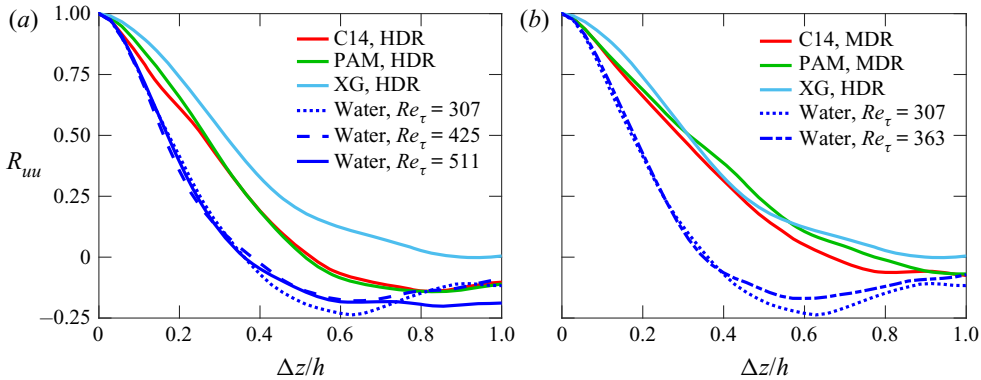 (a)
1.00
0.75
0.50
R_{uu}
0.25
0
−0.25
0
0.2
0.4
0.6
0.8
1.0
Δz/h
C14, HDR
PAM, HDR
XG, HDR
Water, Re_τ = 307
Water, Re_τ = 425
Water, Re_τ = 511
(b)
1.00
0.75
0.50
0.25
0
−0.25
0
0.2
0.4
0.6
0.8
1.0
Δz/h
C14, MDR
PAM, MDR
XG, HDR
Water, Re_τ = 307
Water, Re_τ = 363